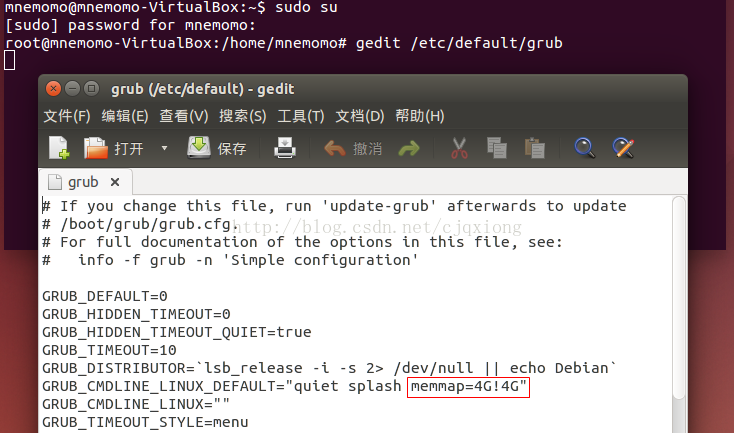 mnemomo@mnemomo-VirtualBox:~$ sudo su
[sudo] password for mnemomo:
root@mnemomo-VirtualBox:/home/mnemomo# gedit /etc/default/grub
grub (/etc/default) - gedit
文件(F) 编辑(E) 查看(V) 搜索(S) 工具(T) 文档(D) 帮助(H)
打开 保存 撤消
grub
# If you change this file, run 'update-grub' afterwards to update
# /boot/grub/grub.cfg.
http://blog.csdn.net/cjqxiong
# For full documentation of the options in this file, see:
#   info -f grub -n 'Simple configuration'
GRUB_DEFAULT=0
GRUB_HIDDEN_TIMEOUT=0
GRUB_HIDDEN_TIMEOUT_QUIET=true
GRUB_TIMEOUT=10
GRUB_DISTRIBUTOR=`lsb_release -i -s 2> /dev/null || echo Debian`
GRUB_CMDLINE_LINUX_DEFAULT="quiet splash memmap=4G!4G"
GRUB_CMDLINE_LINUX=""
GRUB_TIMEOUT_STYLE=menu